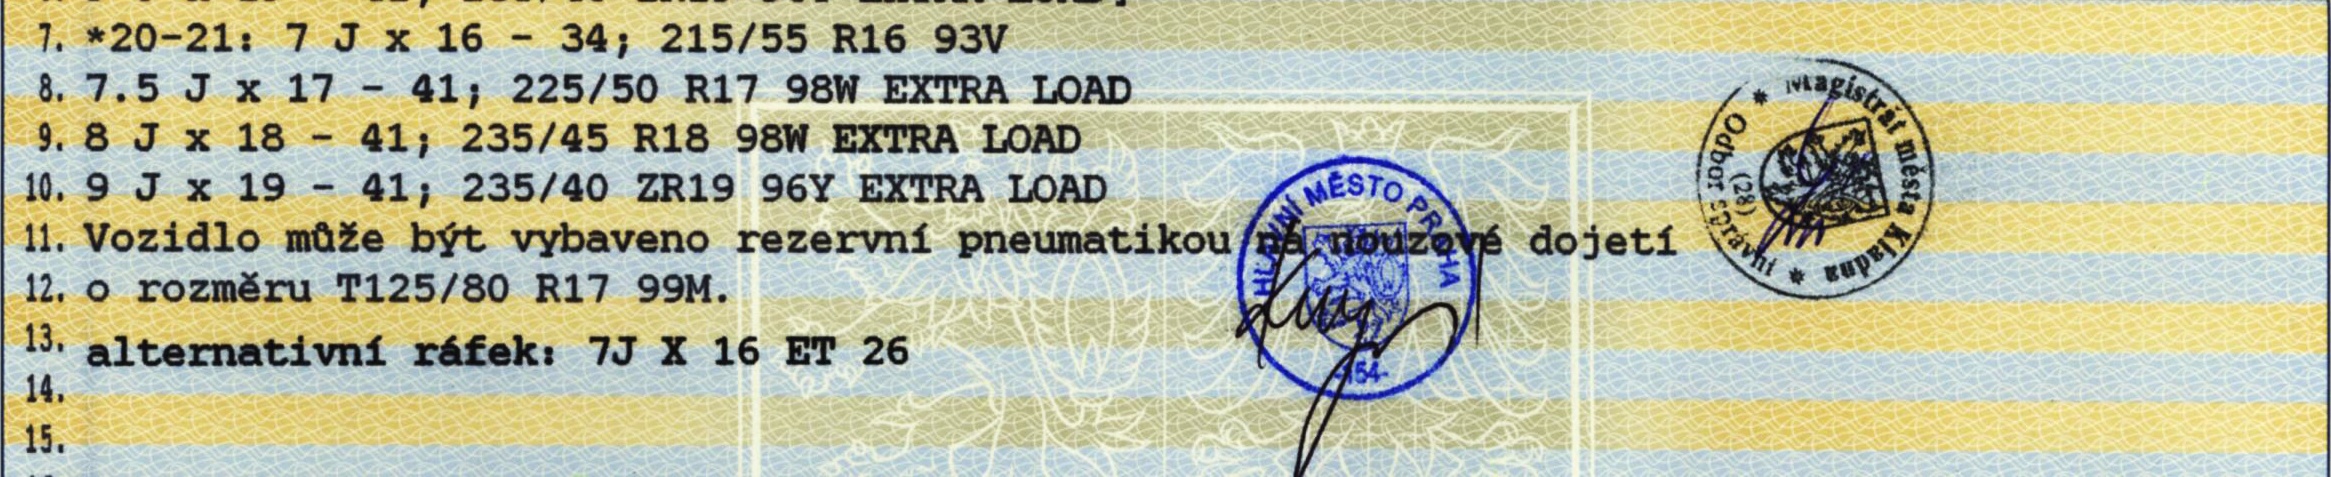 7. *20-21: 7 J x 16 - 34; 215/55 R16 93V
8. 7.5 J x 17 - 41; 225/50 R17 98W EXTRA LOAD
9. 8 J x 18 - 41; 235/45 R18 98W EXTRA LOAD
10. 9 J x 19 - 41; 235/40 ZR19 96Y EXTRA LOAD
11. Vozidlo může být vybaveno rezervní pneumatikou na nouzové dojetí
12. o rozměru T125/80 R17 99M.
13. alternativní ráfek: 7J X 16 ET 26
14.
15.
HLAVNÍ MĚSTO PRAHA
-154-
* Magistrát města Kladna *
Odbor správní
(28)